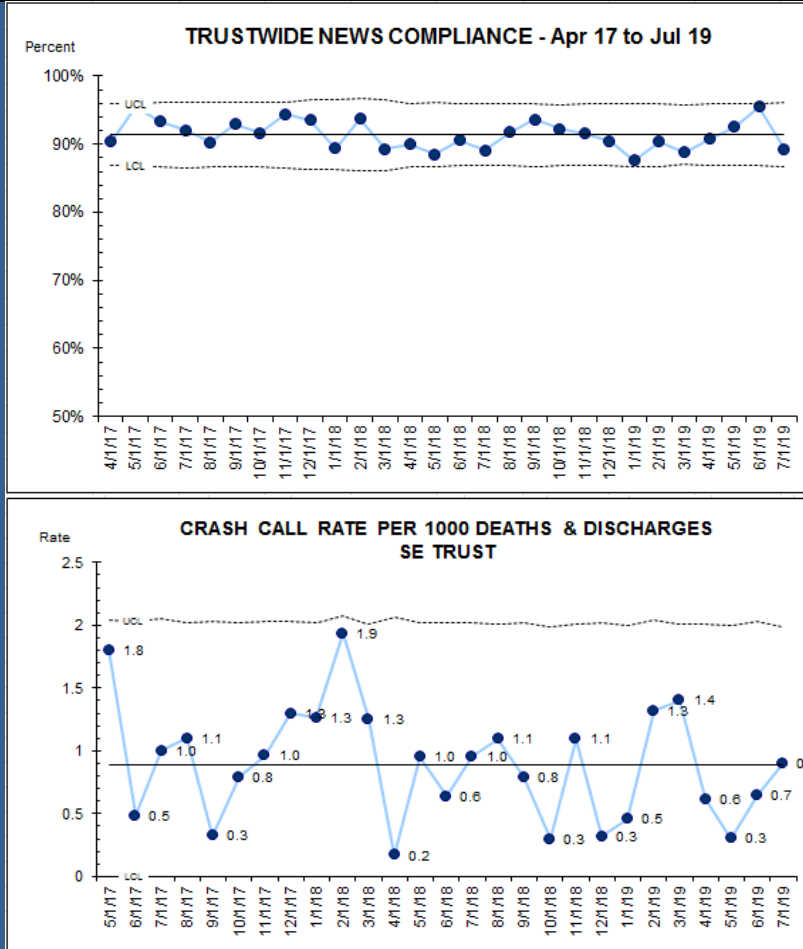 TRUSTWIDE NEWS COMPLIANCE - Apr 17 to Jul 19
Percent
100%
UCL
90%
LCL
80%
70%
60%
50%
4/1/17 5/1/17 6/1/17 7/1/17 8/1/17 9/1/17 10/1/17 11/1/17 12/1/17 1/1/18 2/1/18 3/1/18 4/1/18 5/1/18 6/1/18 7/1/18 8/1/18 9/1/18 10/1/18 11/1/18 12/1/18 1/1/19 2/1/19 3/1/19 4/1/19 5/1/19 6/1/19 7/1/19
CRASH CALL RATE PER 1000 DEATHS & DISCHARGES
SE TRUST
Rate
2.5
2
UCL
1.5
1
0.5
0
LCL
1.8 0.5 1.0 1.1 0.3 0.8 1.0 1.3 1.3 1.9 1.3 0.2 1.0 0.6 1.0 1.1 0.8 0.3 1.1 0.3 0.5 1.3 1.4 0.6 0.3 0.7 0
5/1/17 6/1/17 7/1/17 8/1/17 9/1/17 10/1/17 11/1/17 12/1/17 1/1/18 2/1/18 3/1/18 4/1/18 5/1/18 6/1/18 7/1/18 8/1/18 9/1/18 10/1/18 11/1/18 12/1/18 1/1/19 2/1/19 3/1/19 4/1/19 5/1/19 6/1/19 7/1/19